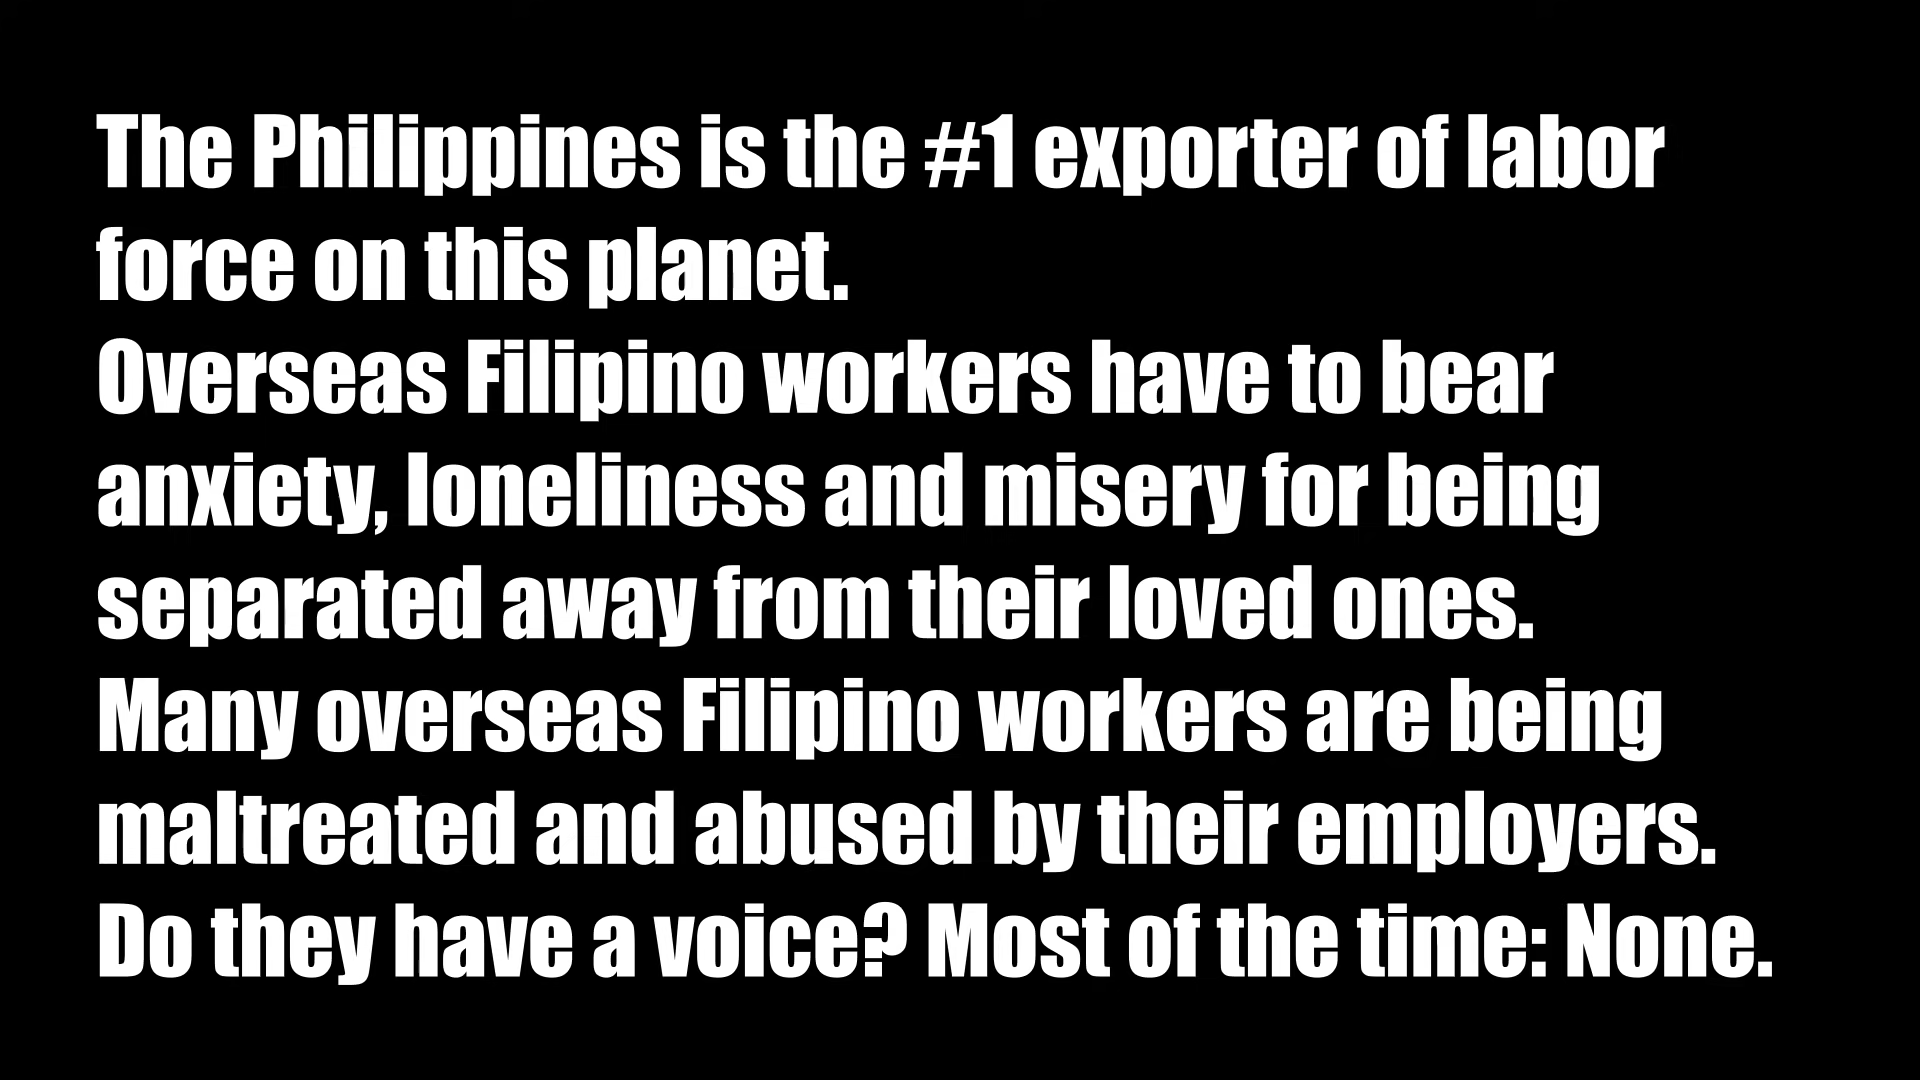 The Philippines is the #1 exporter of labor
force on this planet.
Overseas Filipino workers have to bear
anxiety, loneliness and misery for being
separated away from their loved ones.
Many overseas Filipino workers are being
maltreated and abused by their employers.
Do they have a voice? Most of the time: None.